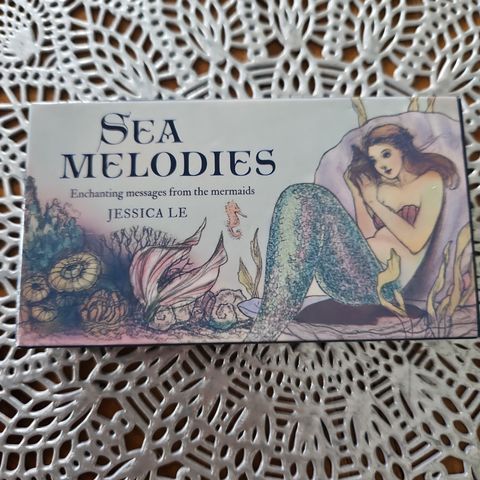 SEA
MELODIES
Enchanting messages from the mermaids
JESSICA LE